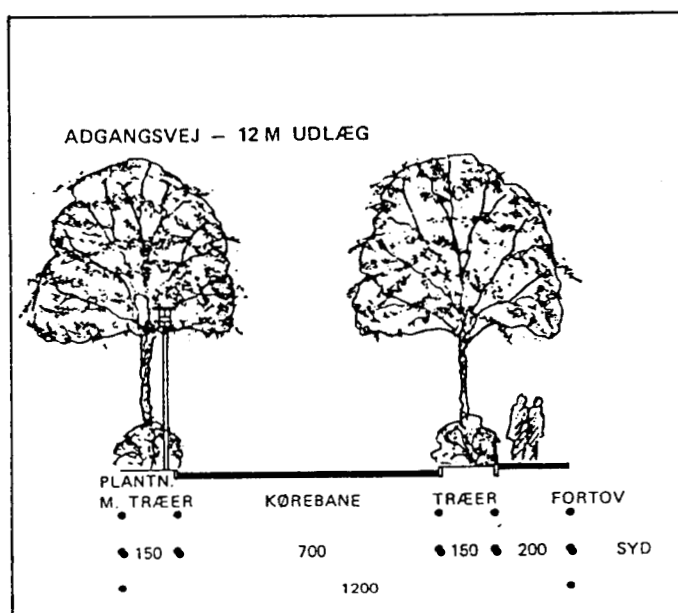 ADGANGSVEJ – 12 M UDLÆG
PLANTN.
M. TRÆER KØREBANE TRÆER FORTOV
150 700 150 200 SYD
1200